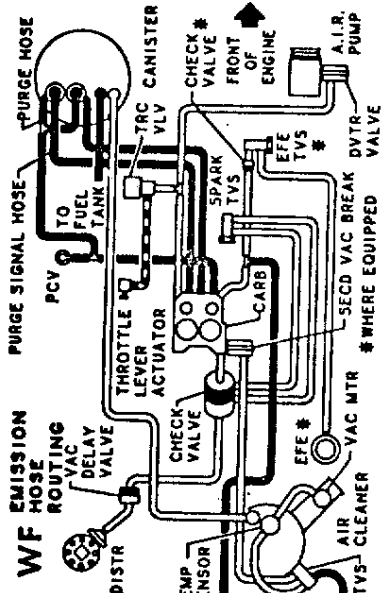 PURGE HOSE
CANISTER
CHECK *
VALVE
FRONT
OF
ENGINE
A.I.R.
PUMP
PURGE SIGNAL HOSE
TO
FUEL
TANK
TRC
VLV
SPARK
TVS
EFE
TVS
*
DVTR
VALVE
PCV
THROTTLE
LEVER
ACTUATOR
CARB
SECD VAC BREAK
*WHERE EQUIPPED
WF
EMISSION
HOSE
ROUTING
VAC
DELAY
VALVE
CHECK
VALVE
EFE *
VAC MTR
DISTR
AIR
CLEANER
TVS